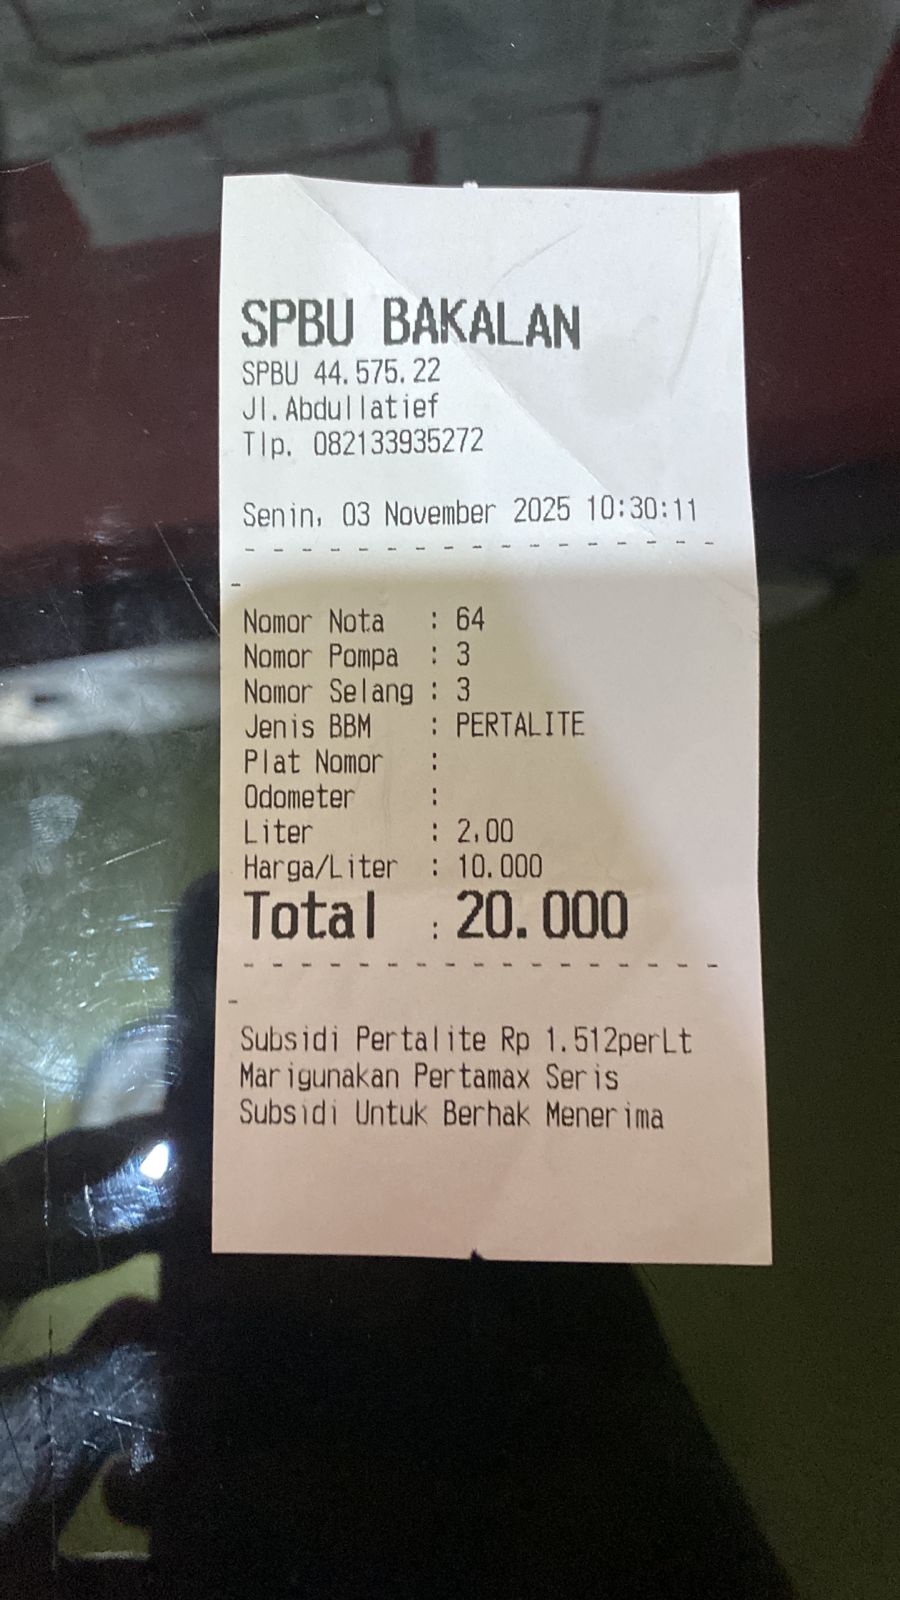 SPBU BAKALAN
SPBU 44.575.22
Jl.Abdullatief
Tlp. 082133935272
Senin, 03 November 2025 10:30:11
- - - - - - - - - - - - - - - - -
-
Nomor Nota : 64
Nomor Pompa : 3
Nomor Selang : 3
Jenis BBM : PERTALITE
Plat Nomor :
Odometer :
Liter : 2,00
Harga/Liter : 10.000
Total : 20.000
- - - - - - - - - - - - - - - - -
-
Subsidi Pertalite Rp 1.512perLt
Marigunakan Pertamax Seris
Subsidi Untuk Berhak Menerima